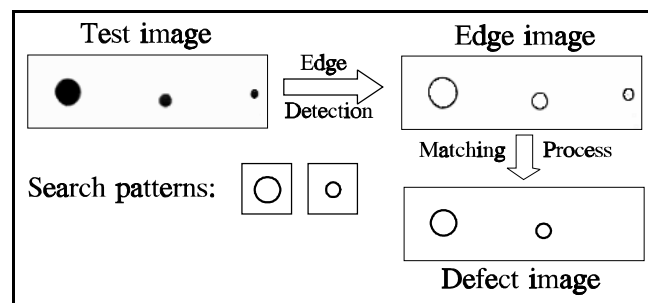 Test image
Edge
Detection
Edge image
Matching Process
Search patterns:
Defect image